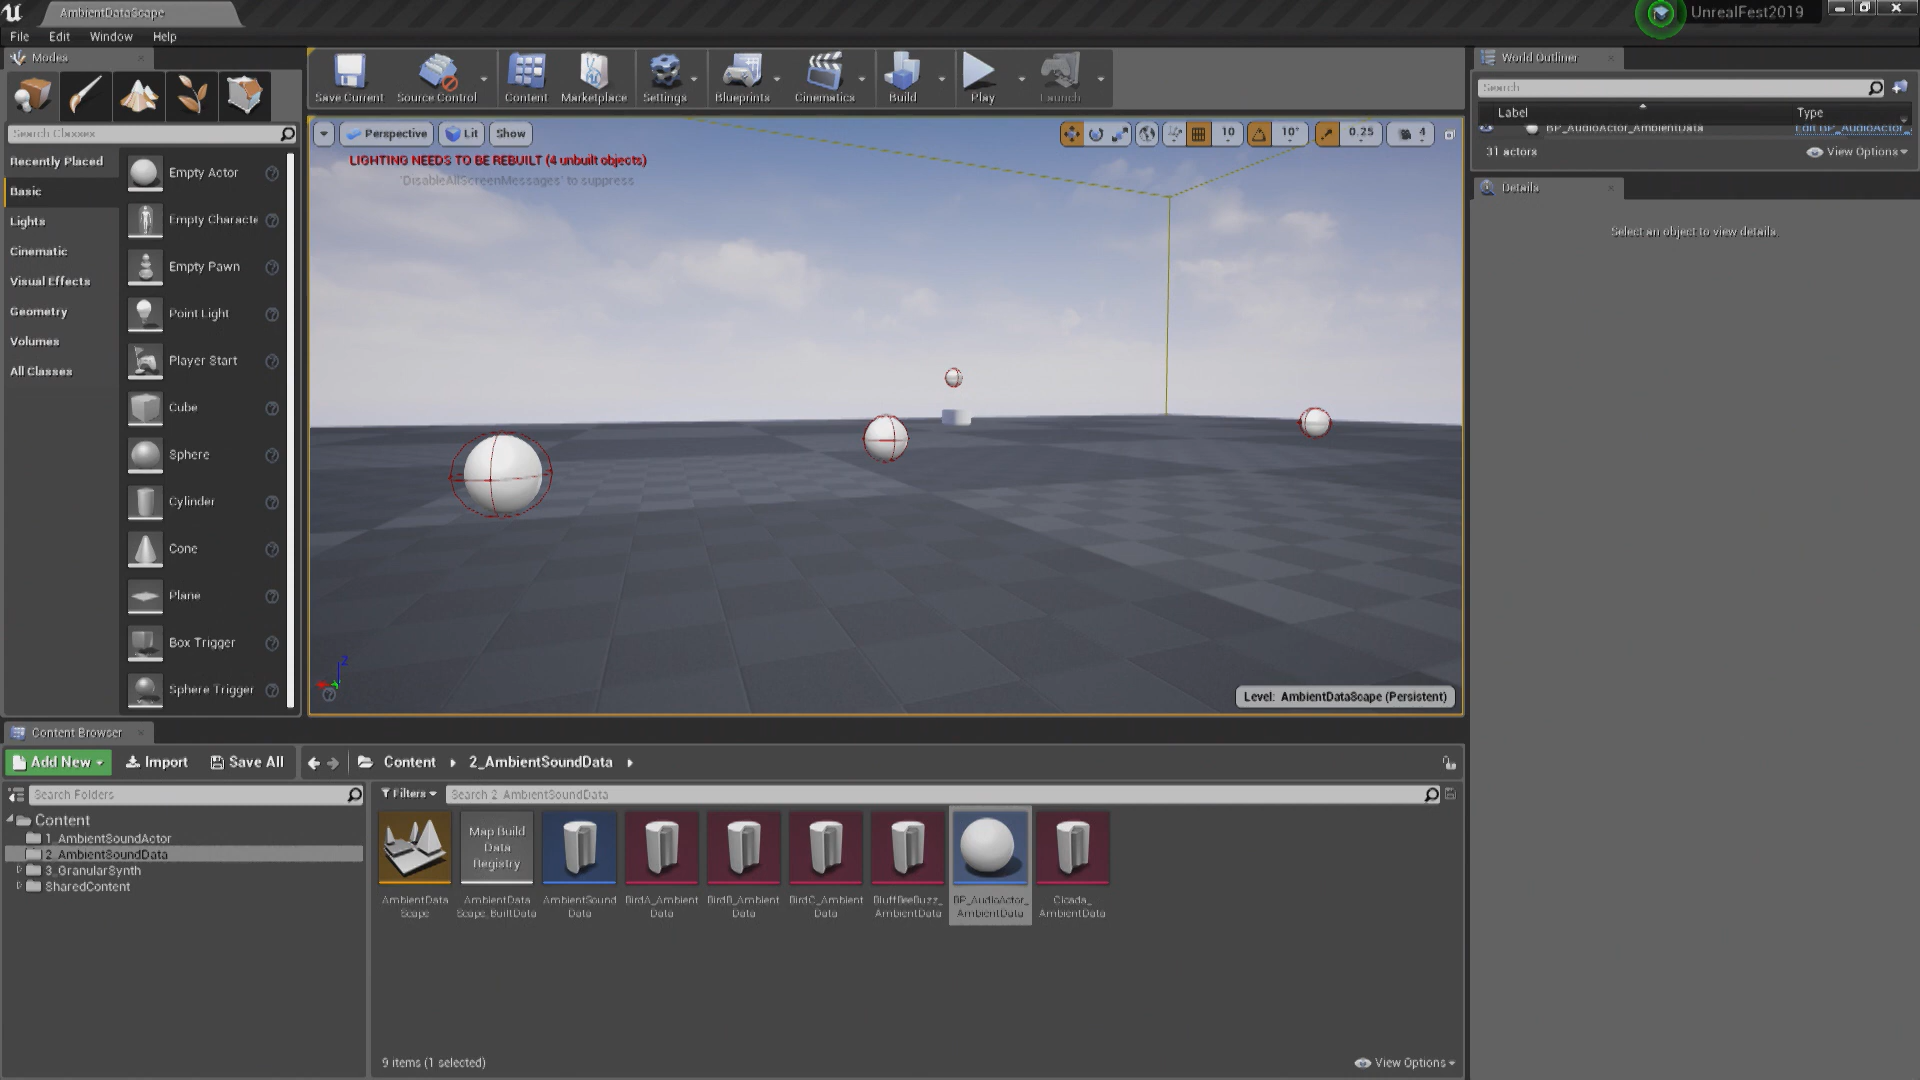 AmbientDataScape
UnrealFest2019
File Edit Window Help
Modes
Save Current
Source Control
Content
Marketplace
Settings
Blueprints
Cinematics
Build
Play
Launch
World Outliner
Search
Label
Type
BP_AudioActor_AmbientData
Edit BP_AudioActor_
31 actors
View Options
Details
Select an object to view details.
Search Classes
Recently Placed
Basic
Lights
Cinematic
Visual Effects
Geometry
Volumes
All Classes
Empty Actor
Empty Characte
Empty Pawn
Point Light
Player Start
Cube
Sphere
Cylinder
Cone
Plane
Box Trigger
Sphere Trigger
Perspective
Lit
Show
10
10°
0.25
4
LIGHTING NEEDS TO BE REBUILT (4 unbuilt objects)
'DisableAllScreenMessages' to suppress
Z
Level: AmbientDataScape (Persistent)
Content Browser
Add New
Import
Save All
Content
2_AmbientSoundData
Search Folders
Filters
Search 2_AmbientSoundData
Content
1_AmbientSoundActor
2_AmbientSoundData
3_GranularSynth
SharedContent
Map Build
Data
Registry
AmbientData
Scape
AmbientData
Scape_BuiltData
AmbientSound
Data
BirdA_Ambient
Data
BirdB_Ambient
Data
BirdC_Ambient
Data
BluffBeeBuzz_
AmbientData
BP_AudioActor_
AmbientData
Cicada_
AmbientData
9 items (1 selected)
View Options